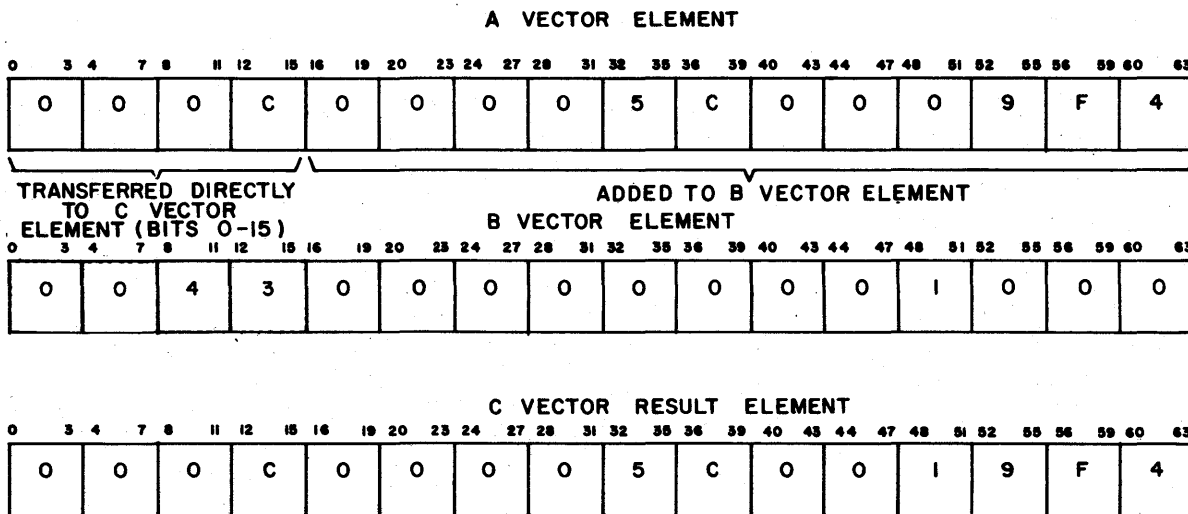 A VECTOR ELEMENT
0 3 4 7 8 11 12 15 16 19 20 23 24 27 28 31 32 35 36 39 40 43 44 47 48 51 52 55 56 59 60 63
0 0 0 C 0 0 0 0 5 C 0 0 0 9 F 4
TRANSFERRED DIRECTLY
TO C VECTOR
ELEMENT (BITS 0-15)
ADDED TO B VECTOR ELEMENT
B VECTOR ELEMENT
0 3 4 7 8 11 12 15 16 19 20 23 24 27 28 31 32 35 36 39 40 43 44 47 48 51 52 55 56 59 60 63
0 0 4 3 0 0 0 0 0 0 0 0 1 0 0 0
C VECTOR RESULT ELEMENT
0 3 4 7 8 11 12 15 16 19 20 23 24 27 28 31 32 35 36 39 40 43 44 47 48 51 52 55 56 59 60 63
0 0 0 C 0 0 0 0 5 C 0 0 1 9 F 4